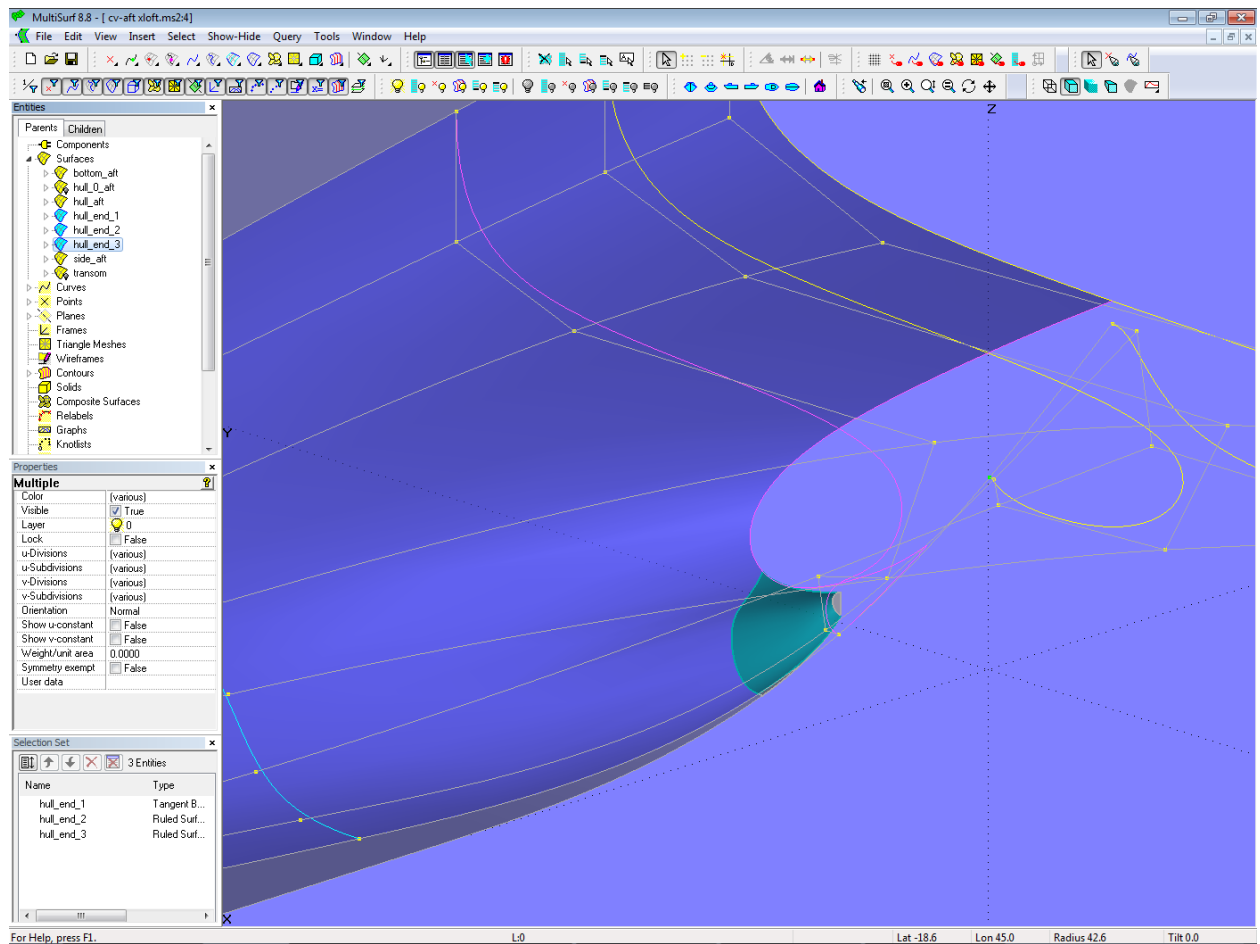 MultiSurf 8.8 - [ cv-aft xloft.ms2:4]
File Edit View Insert Select Show-Hide Query Tools Window Help
Entities
Parents Children
Components
Surfaces
bottom_aft
hull_0_aft
hull_aft
hull_end_1
hull_end_2
hull_end_3
side_aft
transom
Curves
Points
Planes
Frames
Triangle Meshes
Wireframes
Contours
Solids
Composite Surfaces
Relabels
Graphs
Knotlists
Properties
Multiple
Color (various)
Visible True
Layer 0
Lock False
u-Divisions (various)
u-Subdivisions (various)
v-Divisions (various)
v-Subdivisions (various)
Orientation Normal
Show u-constant False
Show v-constant False
Weight/unit area 0.0000
Symmetry exempt False
User data
Selection Set
3 Entities
Name Type
hull_end_1 Tangent B...
hull_end_2 Ruled Surf...
hull_end_3 Ruled Surf...
Z
Y
X
For Help, press F1. L:0 Lat -18.6 Lon 45.0 Radius 42.6 Tilt 0.0